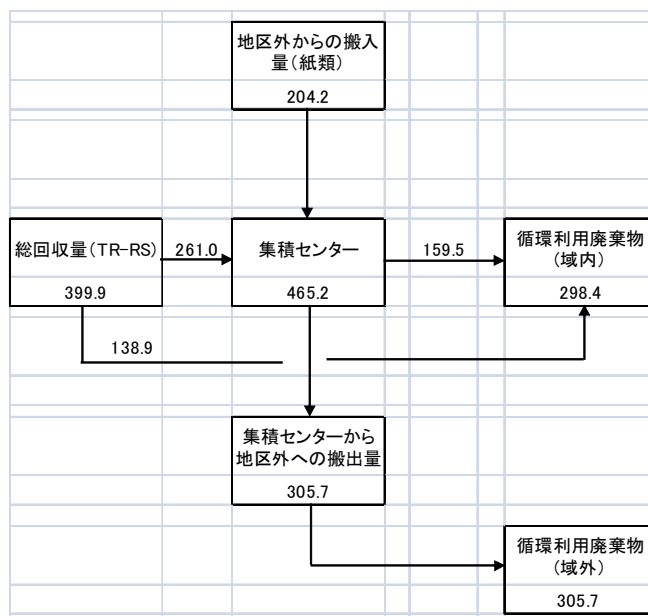 地区外からの搬入
量(紙類)
204.2
総回収量(TR-RS)
399.9
261.0
集積センター
465.2
159.5
循環利用廃棄物
(域内)
298.4
138.9
集積センターから
地区外への搬出量
305.7
循環利用廃棄物
(域外)
305.7